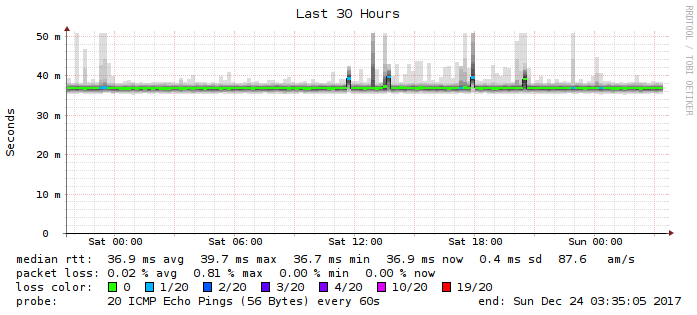 Last 30 Hours
RRDTOOL / TOBI OETIKER
Seconds
50 m
40 m
30 m
20 m
10 m
0
Sat 00:00 Sat 06:00 Sat 12:00 Sat 18:00 Sun 00:00
median rtt: 36.9 ms avg 39.7 ms max 36.7 ms min 36.9 ms now 0.4 ms sd 87.6 am/s
packet loss: 0.02 % avg 0.81 % max 0.00 % min 0.00 % now
loss color: 0 1/20 2/20 3/20 4/20 10/20 19/20
probe: 20 ICMP Echo Pings (56 Bytes) every 60s end: Sun Dec 24 03:35:05 2017